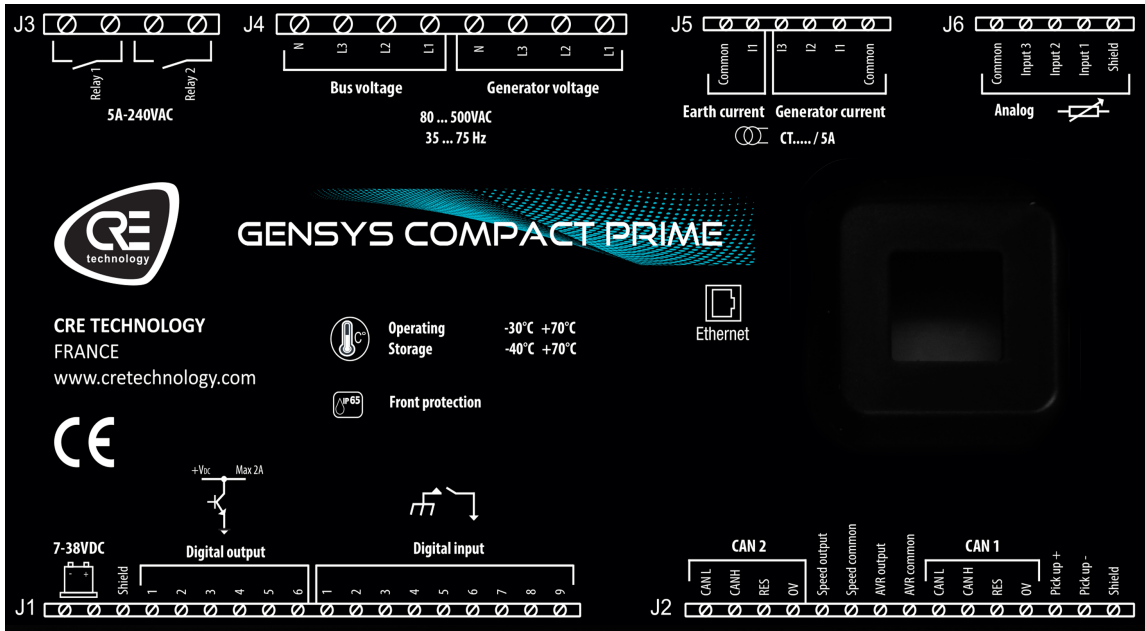 J3
Relay 1
Relay 2
5A-240VAC
J4
N L3 L2 L1 N L3 L2 L1
Bus voltage Generator voltage
80 ... 500VAC
35 ... 75 Hz
J5
Common I1 I3 I2 I1 Common
Earth current Generator current
CT...../ 5A
J6
Common Input 3 Input 2 Input 1 Shield
Analog
CRE
technology
GENSYS COMPACT PRIME
CRE TECHNOLOGY
FRANCE
www.cretechnology.com
C°
Operating -30°C +70°C
Storage -40°C +70°C
IP65
Front protection
Ethernet
CE
+VDC Max 2A
7-38VDC
- +
Digital output
Digital input
J1
Shield 1 2 3 4 5 6 1 2 3 4 5 6 7 8 9
CAN 2
CAN 1
J2
CAN L CANH RES 0V Speed output Speed common AVR output AVR common CAN L CAN H RES 0V Pick up + Pick up - Shield